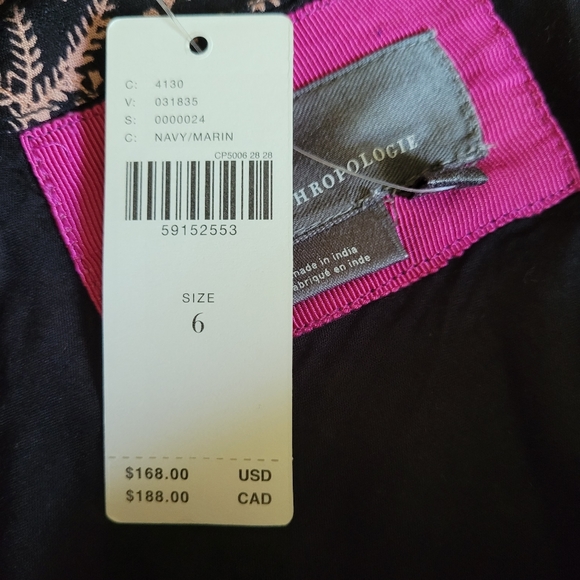 C: 4130
V: 031835
S: 0000024
C: NAVY/MARIN
CPS006 28 28
59152553
SIZE
6
$168.00 USD
$188.00 CAD
HROPOLOGIE
made in india
fabriqué en inde